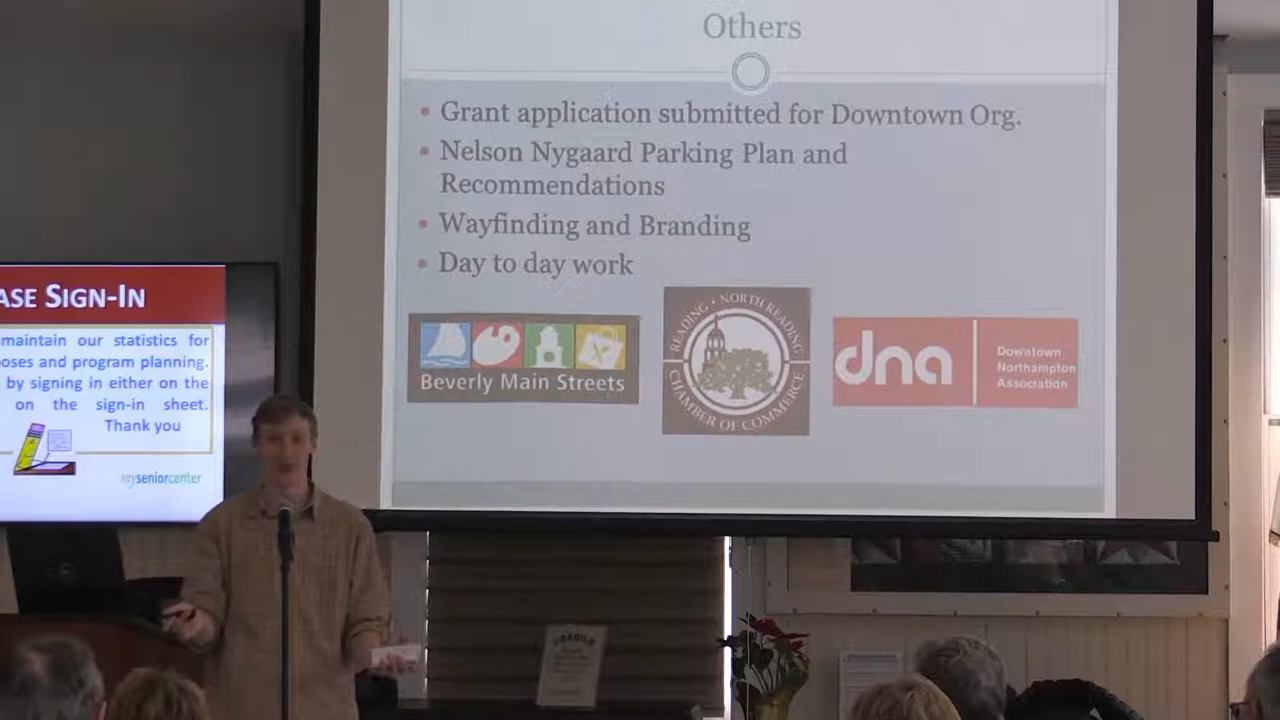 Others
Grant application submitted for Downtown Org.
Nelson Nygaard Parking Plan and
Recommendations
Wayfinding and Branding
Day to day work
Beverly Main Streets
READING • NORTH READING
CHAMBER OF COMMERCE
dna
Downtown
Northampton
Association
ASE SIGN-IN
maintain our statistics for
oses and program planning.
by signing in either on the
on the sign-in sheet.
Thank you
myseniorcenter